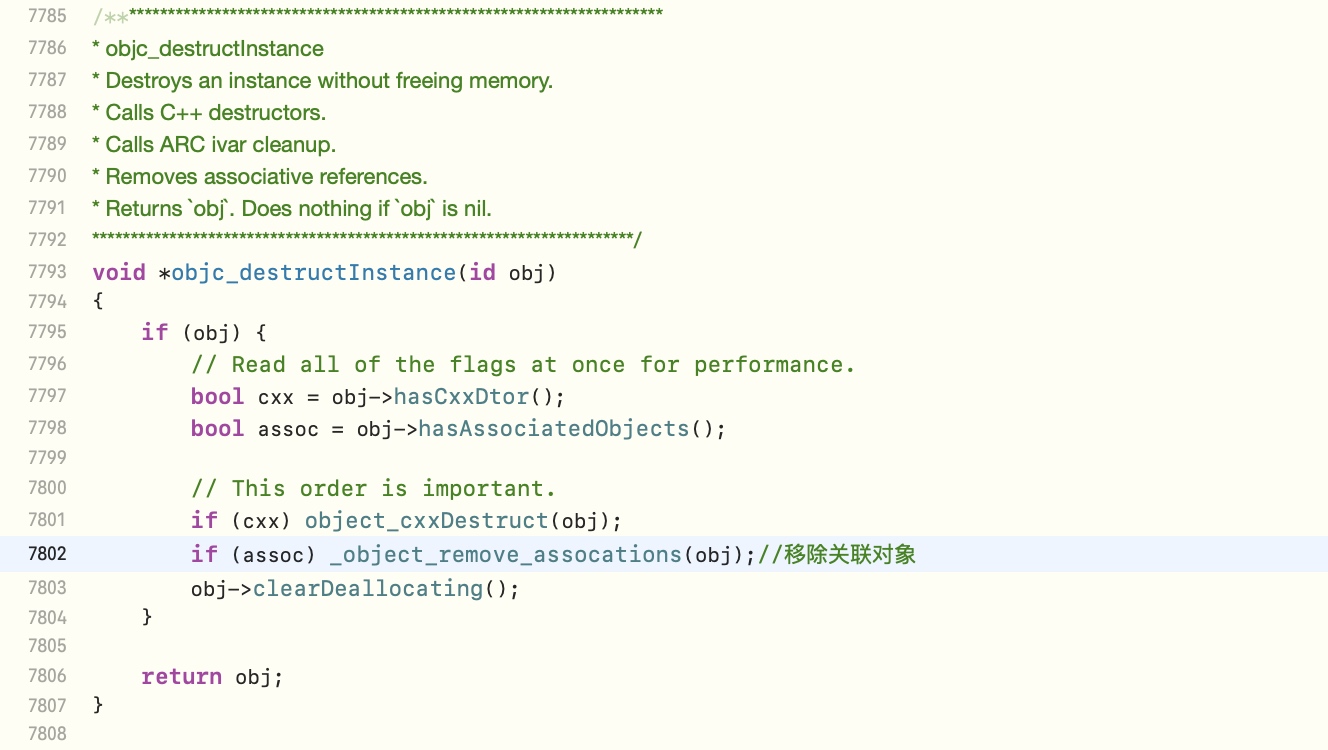 7785 /***********************************************************************
7786 * objc_destructInstance
7787 * Destroys an instance without freeing memory.
7788 * Calls C++ destructors.
7789 * Calls ARC ivar cleanup.
7790 * Removes associative references.
7791 * Returns `obj`. Does nothing if `obj` is nil.
7792 **********************************************************************/
7793 void *objc_destructInstance(id obj)
7794 {
7795     if (obj) {
7796         // Read all of the flags at once for performance.
7797         bool cxx = obj->hasCxxDtor();
7798         bool assoc = obj->hasAssociatedObjects();
7799
7800         // This order is important.
7801         if (cxx) object_cxxDestruct(obj);
7802         if (assoc) _object_remove_assocations(obj);//移除关联对象
7803         obj->clearDeallocating();
7804     }
7805
7806     return obj;
7807 }
7808